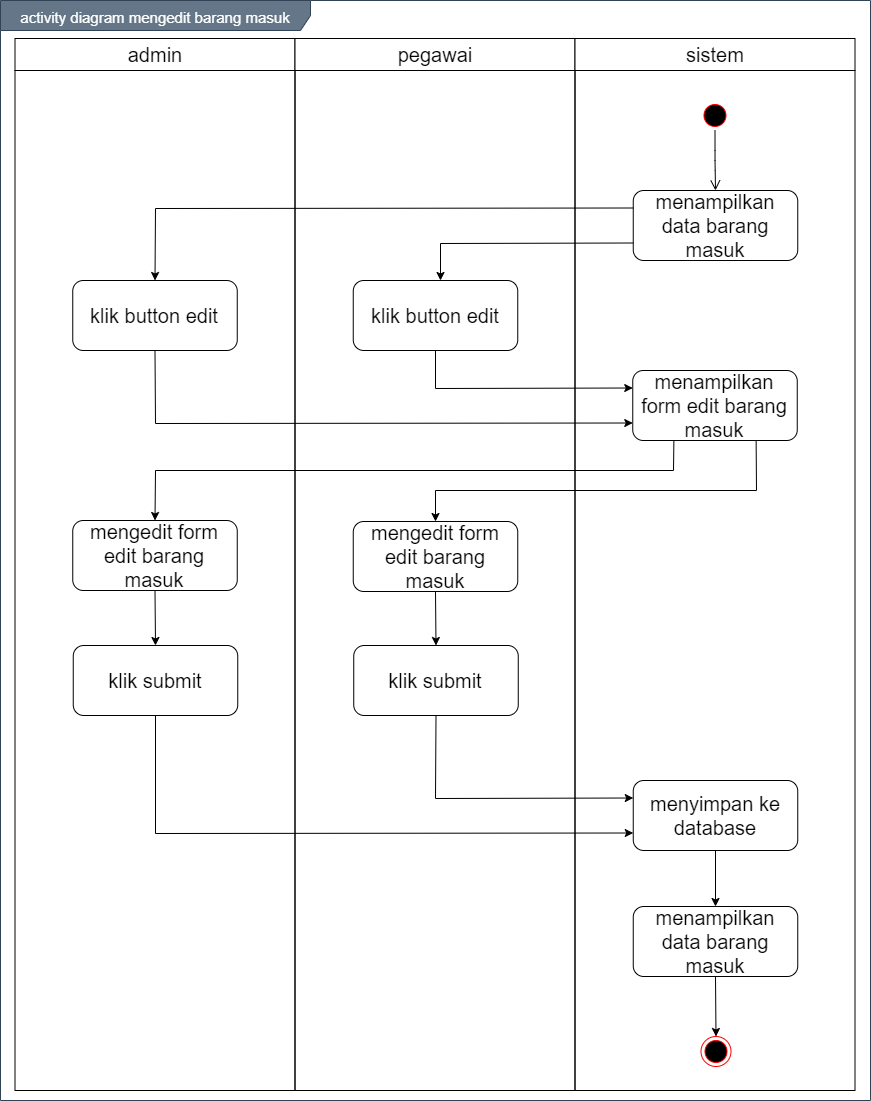 activity diagram mengedit barang masuk
admin
pegawai
sistem
menampilkan
data barang
masuk
klik button edit
klik button edit
menampilkan
form edit barang
masuk
mengedit form
edit barang
masuk
mengedit form
edit barang
masuk
klik submit
klik submit
menyimpan ke
database
menampilkan
data barang
masuk